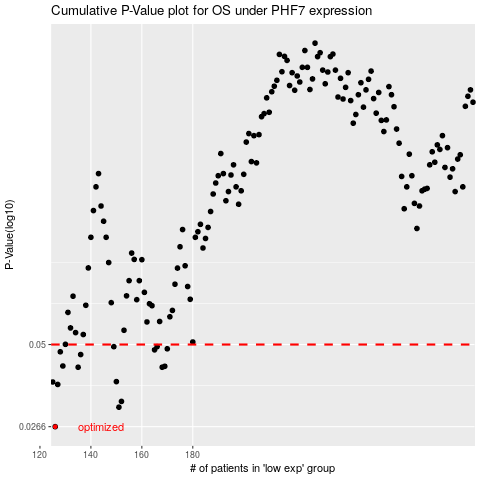 Cumulative P-Value plot for OS under PHF7 expression
P-Value(log10)
0.05
0.0266
optimized
120 140 160 180
# of patients in 'low exp' group